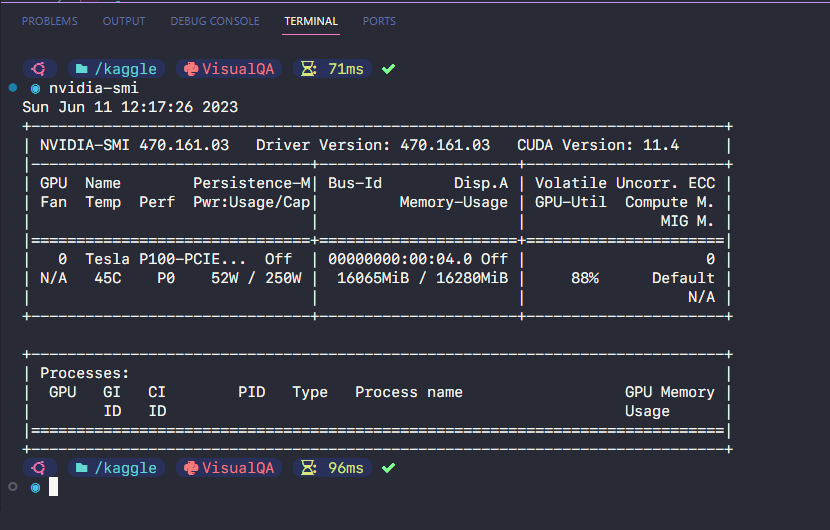 PROBLEMS OUTPUT DEBUG CONSOLE TERMINAL PORTS
/kaggle VisualQA 71ms
nvidia-smi
Sun Jun 11 12:17:26 2023
+-----------------------------------------------------------------------------+
| NVIDIA-SMI 470.161.03   Driver Version: 470.161.03   CUDA Version: 11.4     |
|-------------------------------+----------------------+----------------------+
| GPU  Name        Persistence-M| Bus-Id        Disp.A | Volatile Uncorr. ECC |
| Fan  Temp  Perf  Pwr:Usage/Cap|         Memory-Usage | GPU-Util  Compute M. |
|                               |                      |               MIG M. |
|===============================+======================+======================|
|   0  Tesla P100-PCIE...  Off  | 00000000:00:04.0 Off |                    0 |
| N/A   45C    P0    52W / 250W |  16065MiB / 16280MiB |     88%      Default |
|                               |                      |                  N/A |
+-------------------------------+----------------------+----------------------+
+-----------------------------------------------------------------------------+
| Processes:                                                                  |
|  GPU   GI   CI        PID   Type   Process name                  GPU Memory |
|        ID   ID                                                   Usage      |
|=============================================================================|
+-----------------------------------------------------------------------------+
/kaggle VisualQA 96ms